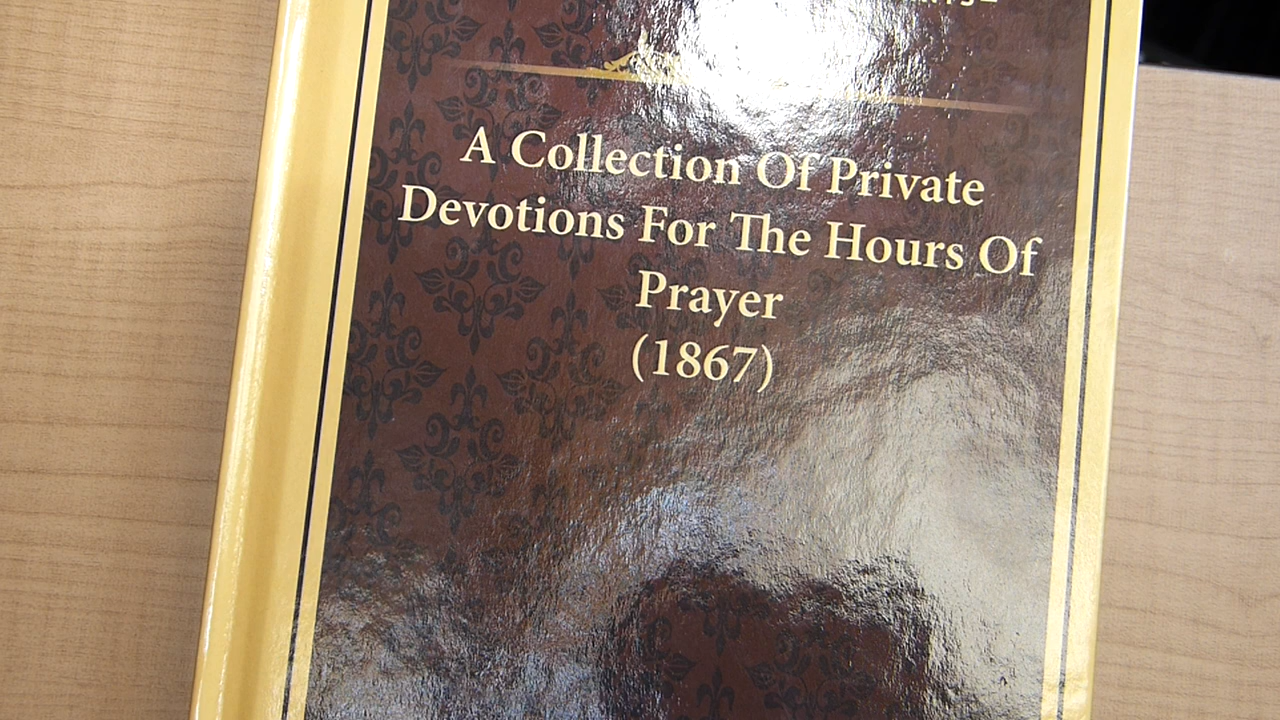 A Collection Of Private
Devotions For The Hours Of
Prayer
(1867)